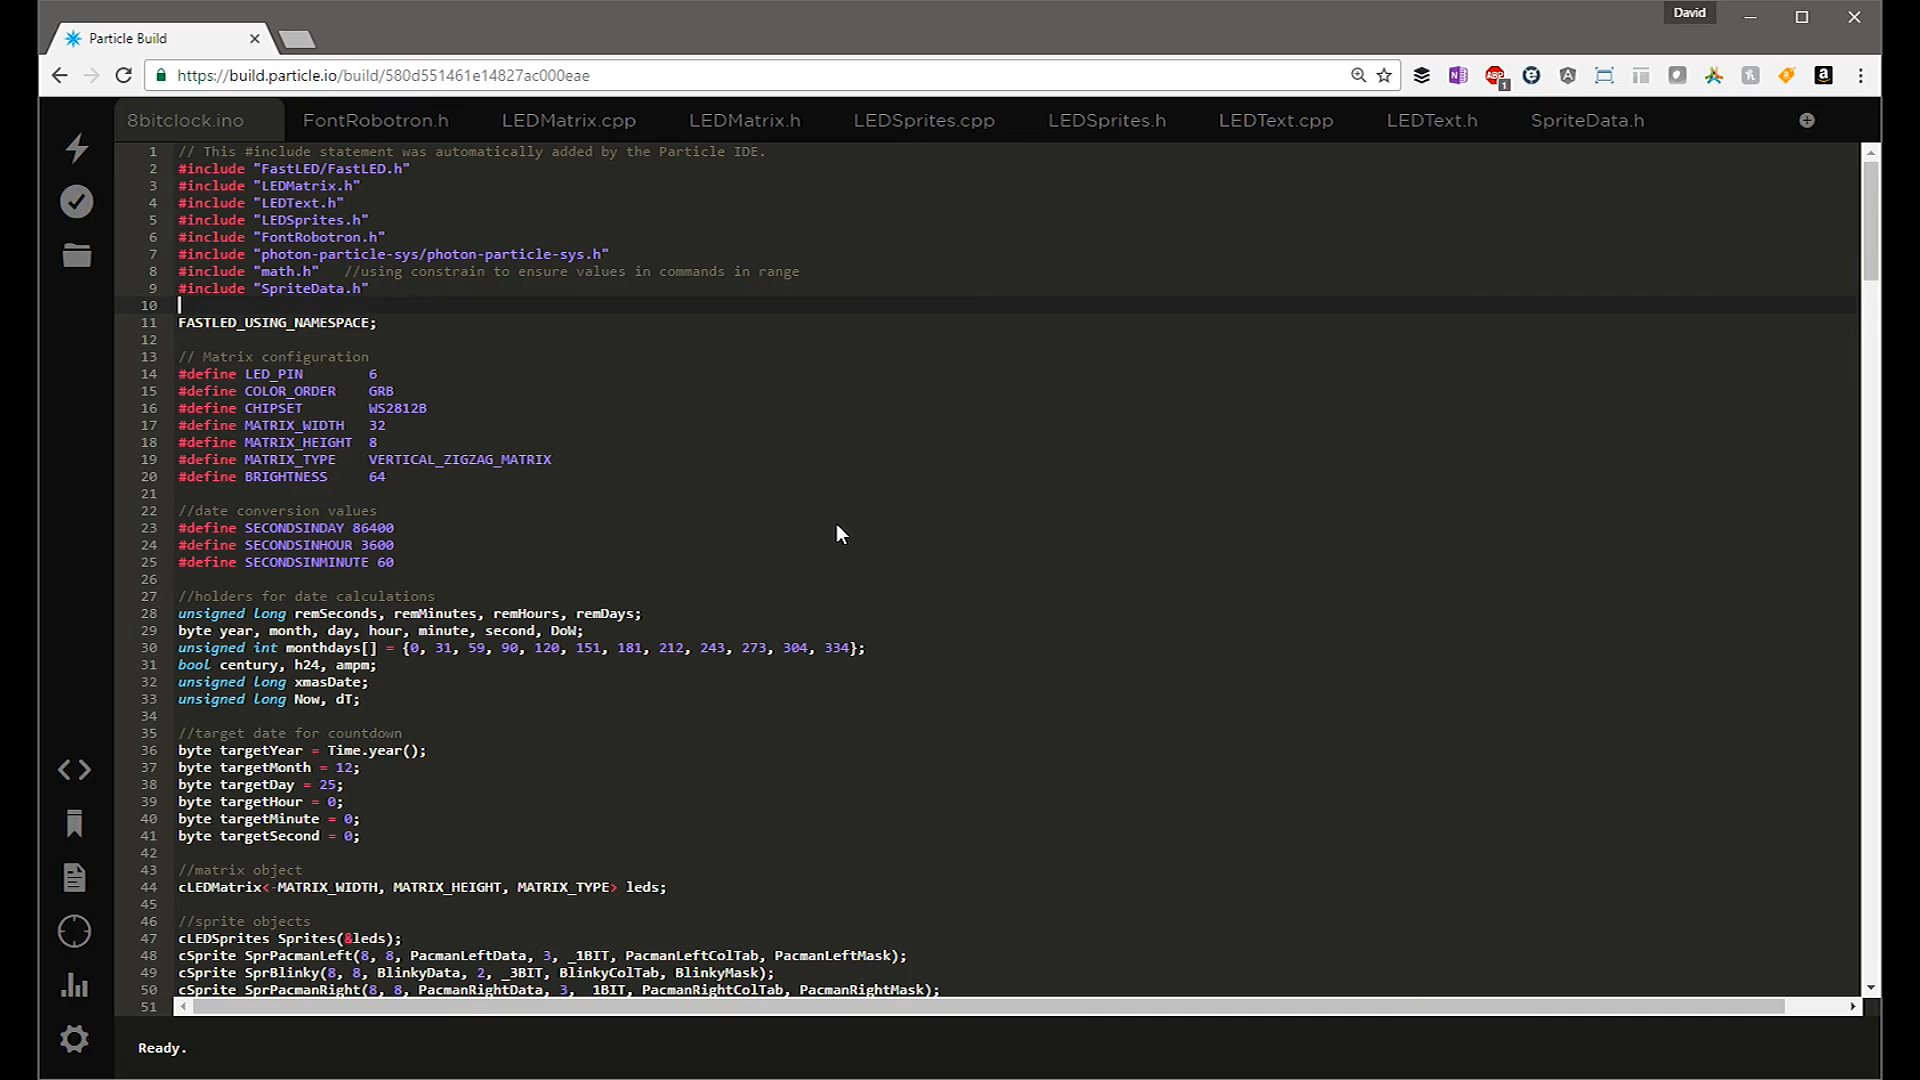 David
Particle Build
https://build.particle.io/build/580d551461e14827ac000eae
ABP
1
8bitclock.ino
FontRobotron.h
LEDMatrix.cpp
LEDMatrix.h
LEDSprites.cpp
LEDSprites.h
LEDText.cpp
LEDText.h
SpriteData.h
1 // This #include statement was automatically added by the Particle IDE.
2 #include "FastLED/FastLED.h"
3 #include "LEDMatrix.h"
4 #include "LEDText.h"
5 #include "LEDSprites.h"
6 #include "FontRobotron.h"
7 #include "photon-particle-sys/photon-particle-sys.h"
8 #include "math.h"   //using constrain to ensure values in commands in range
9 #include "SpriteData.h"
10
11 FASTLED_USING_NAMESPACE;
12
13 // Matrix configuration
14 #define LED_PIN        6
15 #define COLOR_ORDER    GRB
16 #define CHIPSET        WS2812B
17 #define MATRIX_WIDTH   32
18 #define MATRIX_HEIGHT  8
19 #define MATRIX_TYPE    VERTICAL_ZIGZAG_MATRIX
20 #define BRIGHTNESS     64
21
22 //date conversion values
23 #define SECONDSINDAY 86400
24 #define SECONDSINHOUR 3600
25 #define SECONDSINMINUTE 60
26
27 //holders for date calculations
28 unsigned long remSeconds, remMinutes, remHours, remDays;
29 byte year, month, day, hour, minute, second, DoW;
30 unsigned int monthdays[] = {0, 31, 59, 90, 120, 151, 181, 212, 243, 273, 304, 334};
31 bool century, h24, ampm;
32 unsigned long xmasDate;
33 unsigned long Now, dT;
34
35 //target date for countdown
36 byte targetYear = Time.year();
37 byte targetMonth = 12;
38 byte targetDay = 25;
39 byte targetHour = 0;
40 byte targetMinute = 0;
41 byte targetSecond = 0;
42
43 //matrix object
44 cLEDMatrix<-MATRIX_WIDTH, MATRIX_HEIGHT, MATRIX_TYPE> leds;
45
46 //sprite objects
47 cLEDSprites Sprites(&leds);
48 cSprite SprPacmanLeft(8, 8, PacmanLeftData, 3, _1BIT, PacmanLeftColTab, PacmanLeftMask);
49 cSprite SprBlinky(8, 8, BlinkyData, 2, _3BIT, BlinkyColTab, BlinkyMask);
50 cSprite SprPacmanRight(8, 8, PacmanRightData, 3, _1BIT, PacmanRightColTab, PacmanRightMask);
51
Ready.